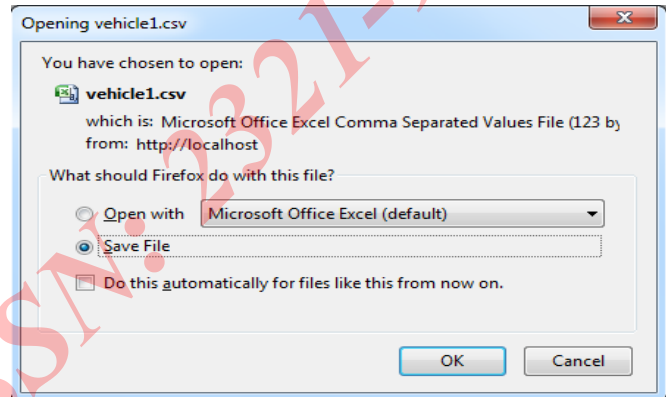 Opening vehicle1.csv
You have chosen to open:
vehicle1.csv
which is: Microsoft Office Excel Comma Separated Values File (123 by
from: http://localhost
What should Firefox do with this file?
Open with Microsoft Office Excel (default)
Save File
Do this automatically for files like this from now on.
OK Cancel
SSN: 2321-